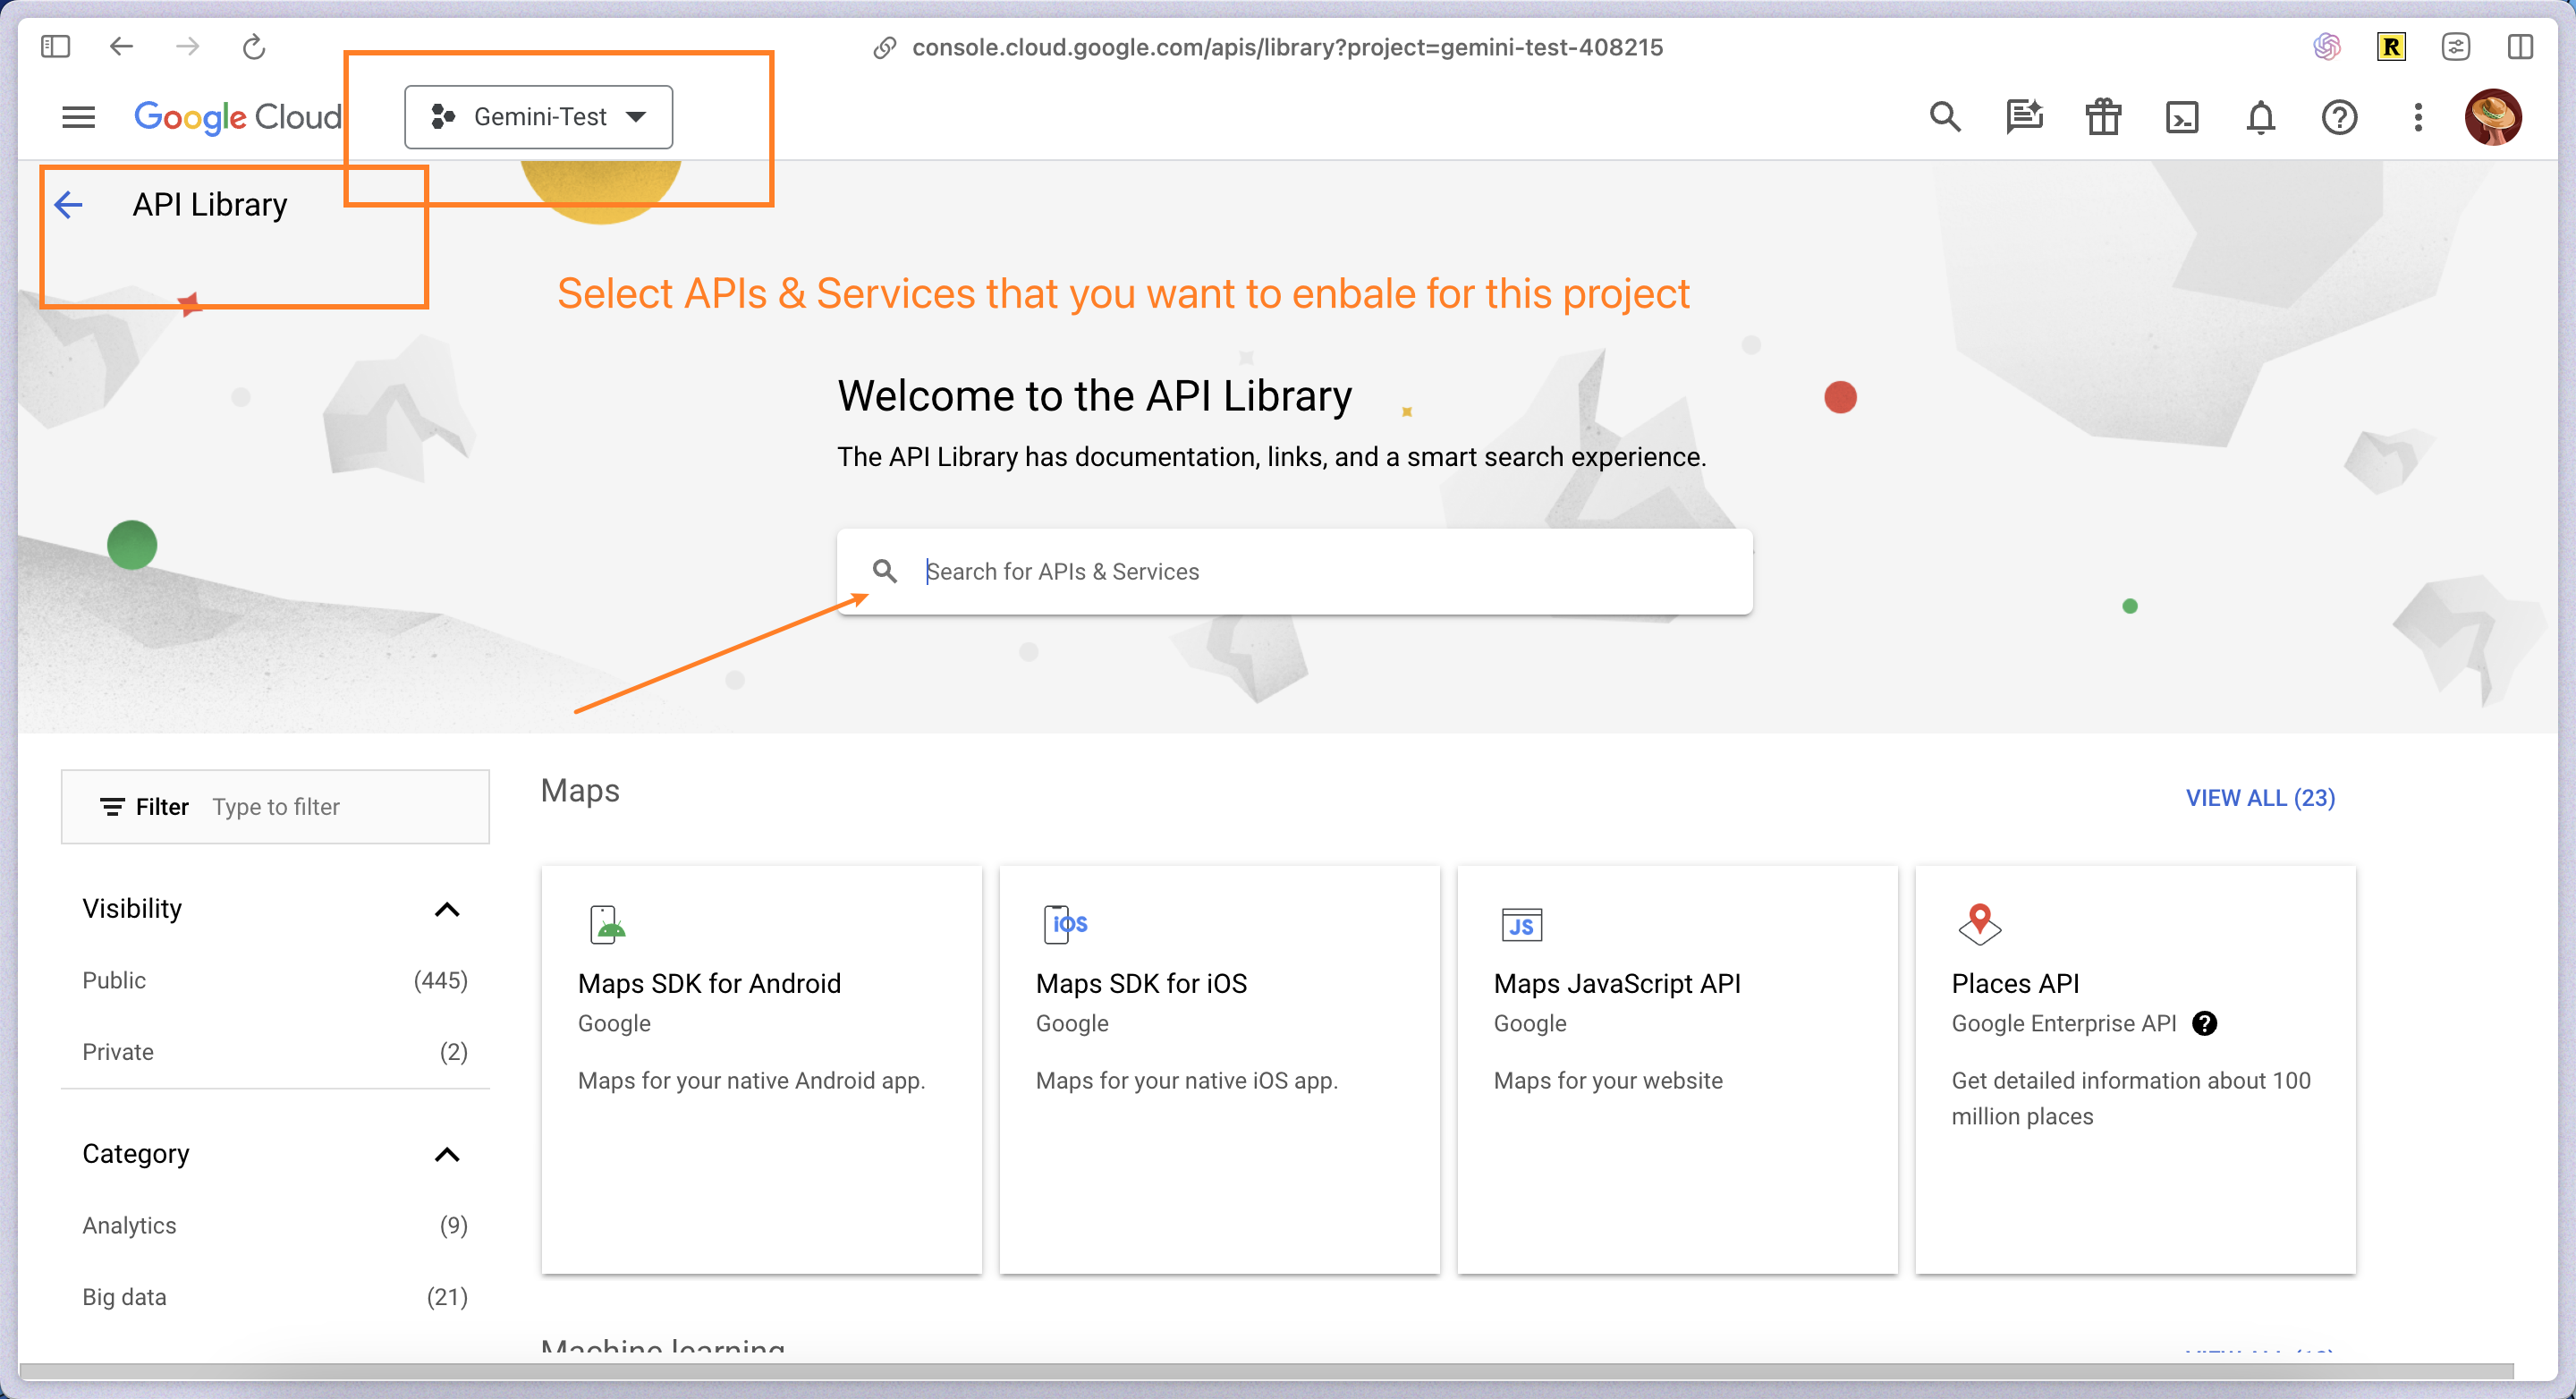 console.cloud.google.com/apis/library?project=gemini-test-408215
R
Google Cloud
Gemini-Test
API Library
Select APIs & Services that you want to enbale for this project
Welcome to the API Library
The API Library has documentation, links, and a smart search experience.
Search for APIs & Services
Filter Type to filter
Maps
VIEW ALL (23)
Visibility
Public (445)
Private (2)
Category
Analytics (9)
Big data (21)
iOS
JS
Maps SDK for Android
Google
Maps for your native Android app.
Maps SDK for iOS
Google
Maps for your native iOS app.
Maps JavaScript API
Google
Maps for your website
Places API
Google Enterprise API
Get detailed information about 100
million places
Machine learning
VIEW ALL